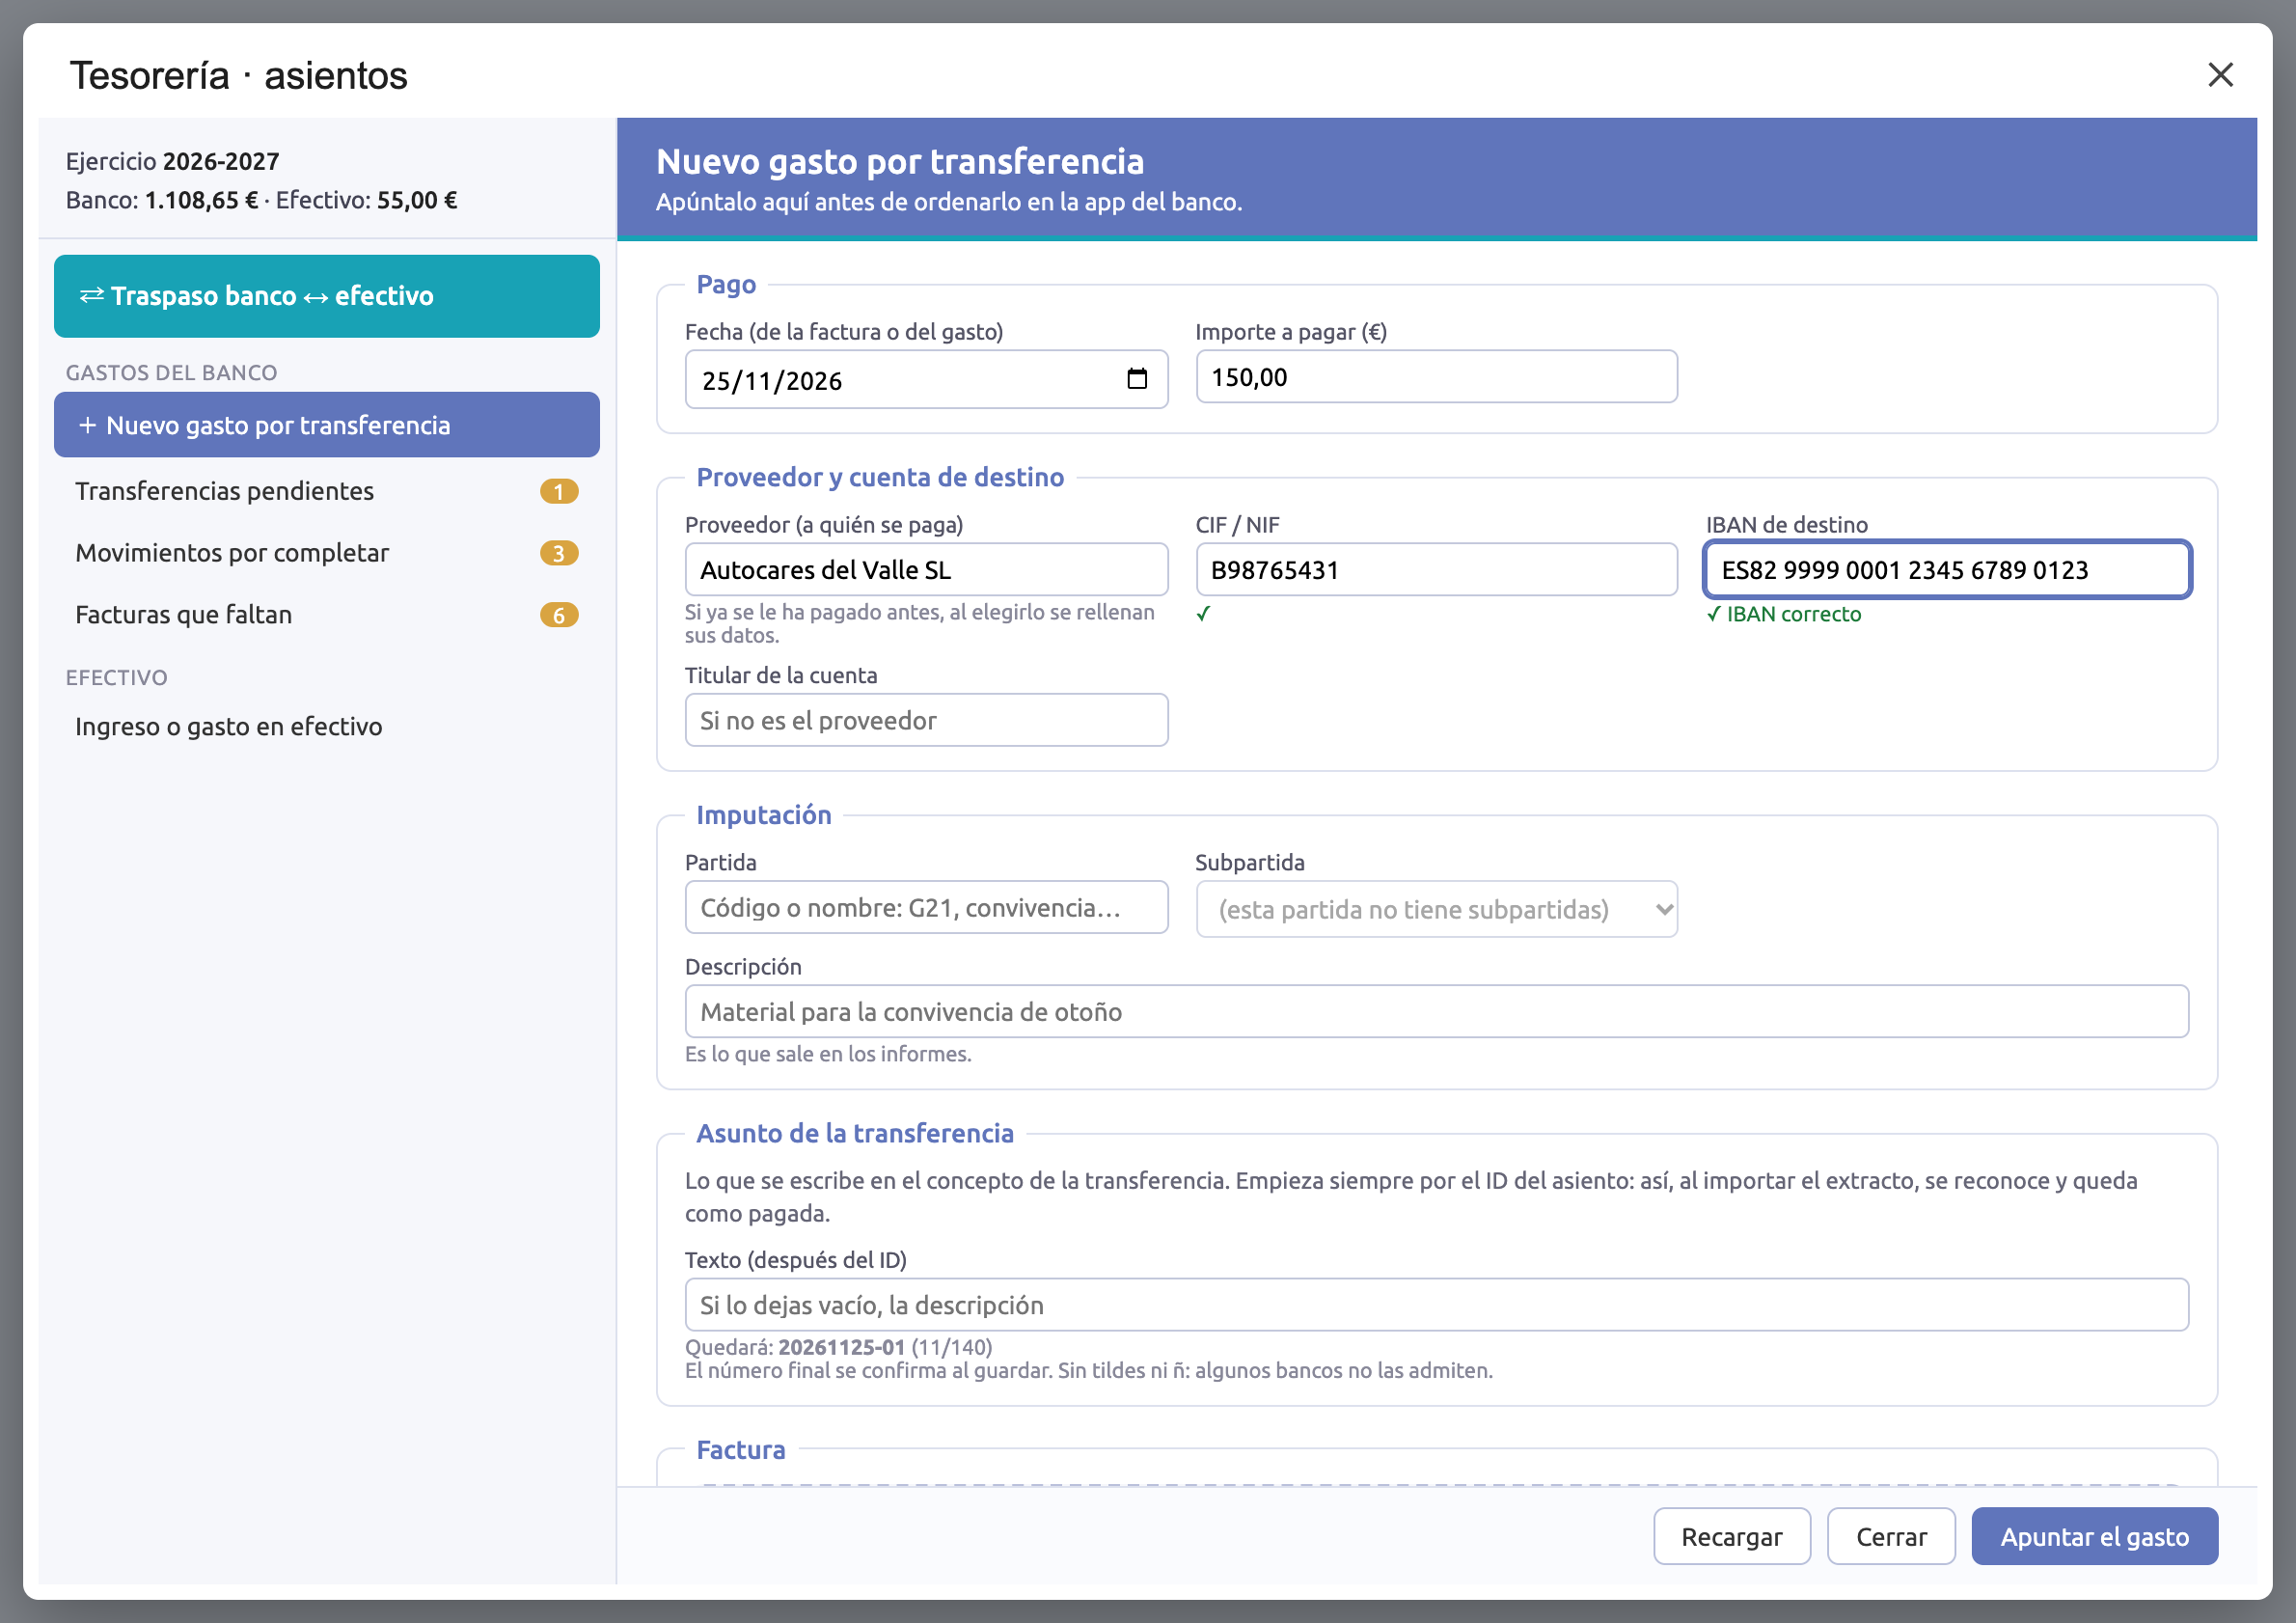 Tesorería · asientos
Ejercicio 2026-2027
Banco: 1.108,65 € · Efectivo: 55,00 €
⇄ Traspaso banco ↔ efectivo
GASTOS DEL BANCO
+ Nuevo gasto por transferencia
Transferencias pendientes 1
Movimientos por completar 3
Facturas que faltan 6
EFECTIVO
Ingreso o gasto en efectivo
Nuevo gasto por transferencia
Apúntalo aquí antes de ordenarlo en la app del banco.
Pago
Fecha (de la factura o del gasto) Importe a pagar (€)
25/11/2026 150,00
Proveedor y cuenta de destino
Proveedor (a quién se paga) CIF / NIF IBAN de destino
Autocares del Valle SL B98765431 ES82 9999 0001 2345 6789 0123
Si ya se le ha pagado antes, al elegirlo se rellenan ✓ ✓ IBAN correcto
sus datos.
Titular de la cuenta
Si no es el proveedor
Imputación
Partida Subpartida
Código o nombre: G21, convivencia... (esta partida no tiene subpartidas)
Descripción
Material para la convivencia de otoño
Es lo que sale en los informes.
Asunto de la transferencia
Lo que se escribe en el concepto de la transferencia. Empieza siempre por el ID del asiento: así, al importar el extracto, se reconoce y queda
como pagada.
Texto (después del ID)
Si lo dejas vacío, la descripción
Quedará: 20261125-01 (11/140)
El número final se confirma al guardar. Sin tildes ni ñ: algunos bancos no las admiten.
Factura
Recargar Cerrar Apuntar el gasto